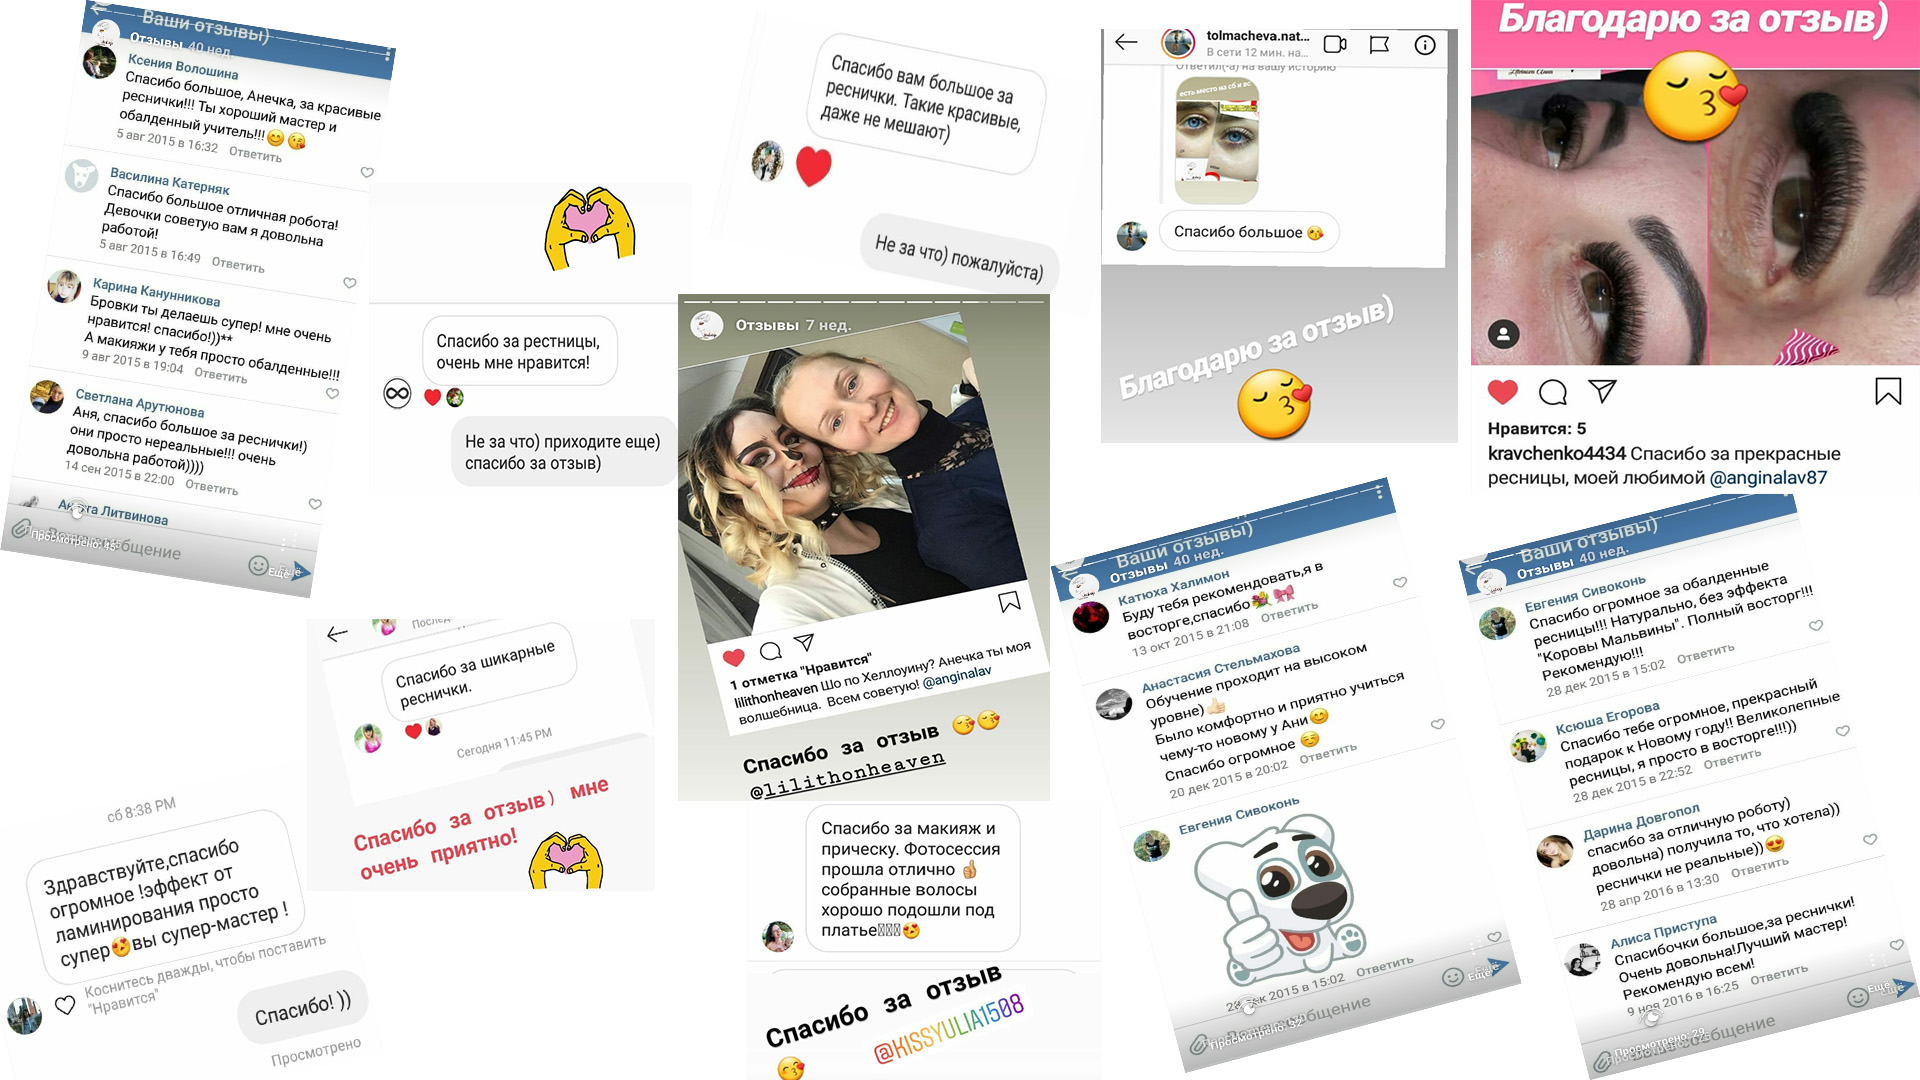 Ваши отзывы)
Отзывы 40 нед.
Ксения Волошина
Спасибо большое, Анечка, за красивые
реснички!!! Ты хороший мастер и
обалденный учитель!!!😊😘
5 авг 2015 в 16:32 Ответить
Василина Катерняк
Спасибо большое отличная робота!
Девочки советую вам я довольна
работой!
5 авг 2015 в 16:49 Ответить
Карина Канунникова
Бровки ты делаешь супер! мне очень
нравится! спасибо!))**
А макияжи у тебя просто обалденные!!!
9 авг 2015 в 19:04 Ответить
Светлана Арутюнова
Аня, спасибо большое за реснички!)
они просто нереальные!!! очень
довольна работой))))
14 сен 2015 в 22:00 Ответить
Литвинова
Просмотрено: 45
Ещё
Спасибо за рестницы,
очень мне нравится!
Не за что) приходите еще)
спасибо за отзыв)
Спасибо вам большое за
реснички. Такие красивые,
даже не мешают)
Не за что) пожалуйста)
tolmacheva.nat...
В сети 12 мин. на...
Ответил(-а) на вашу историю
есть место на сб и вс
Спасибо большое 😘
Благодарю за отзыв)
Благодарю за отзыв)
Нравится: 5
kravchenko4434 Спасибо за прекрасные
ресницы, моей любимой @anginalav87
Отзывы 7 нед.
1 отметка "Нравится"
lilithonheaven Шо по Хеллоуину? Анечка ты моя
волшебница. Всем советую! @anginalav
Спасибо за отзыв 😚😚
@lilithonheaven
Спасибо за шикарные
реснички.
Сегодня 11:45 PM
Спасибо за отзыв) мне
очень приятно!
сб 8:38 PM
Здравствуйте,спасибо
огромное !эффект от
ламинирования просто
супер😍вы супер-мастер !
Коснитесь дважды, чтобы поставить
"Нравится"
Спасибо! ))
Просмотрено
Спасибо за макияж и
прическу. Фотосессия
прошла отлично 👍
собранные волосы
хорошо подошли под
платье😍
Спасибо за отзыв
@KISSYULIA1508
Ваши отзывы)
Отзывы 40 нед.
Катюха Халимон
Буду тебя рекомендовать,я в
восторге,спасибо💐🎀
13 окт 2015 в 21:08 Ответить
Анастасия Стельмахова
Обучение проходит на высоком
уровне)👍
Было комфортно и приятно учиться
чему-то новому у Ани😊
Спасибо огромное ☺
20 дек 2015 в 20:02 Ответить
Евгения Сивоконь
дек 2015 в 15:02 Ответить
Просмотрено: 32
Ещё
Ваши отзывы)
Отзывы 40 нед.
Евгения Сивоконь
Спасибо огромное за обалденные
ресницы!!! Натурально, без эффекта
"Коровы Мальвины". Полный восторг!!!
Рекомендую!!!
28 дек 2015 в 15:02 Ответить
Ксюша Егорова
Спасибо тебе огромное, прекрасный
подарок к Новому году!! Великолепные
ресницы, я просто в восторге!!!))
28 дек 2015 в 22:52 Ответить
Дарина Довгопол
спасибо за отличную роботу)
довольна) получила то, что хотела))
реснички не реальные))😍
28 апр 2016 в 13:30 Ответить
Алиса Приступа
Спасибочки большое,за реснички!
Очень довольна!Лучший мастер!
Рекомендую всем!
9 ноя 2016 в 16:25 Ответить
Просмотрено: 29
Ещё